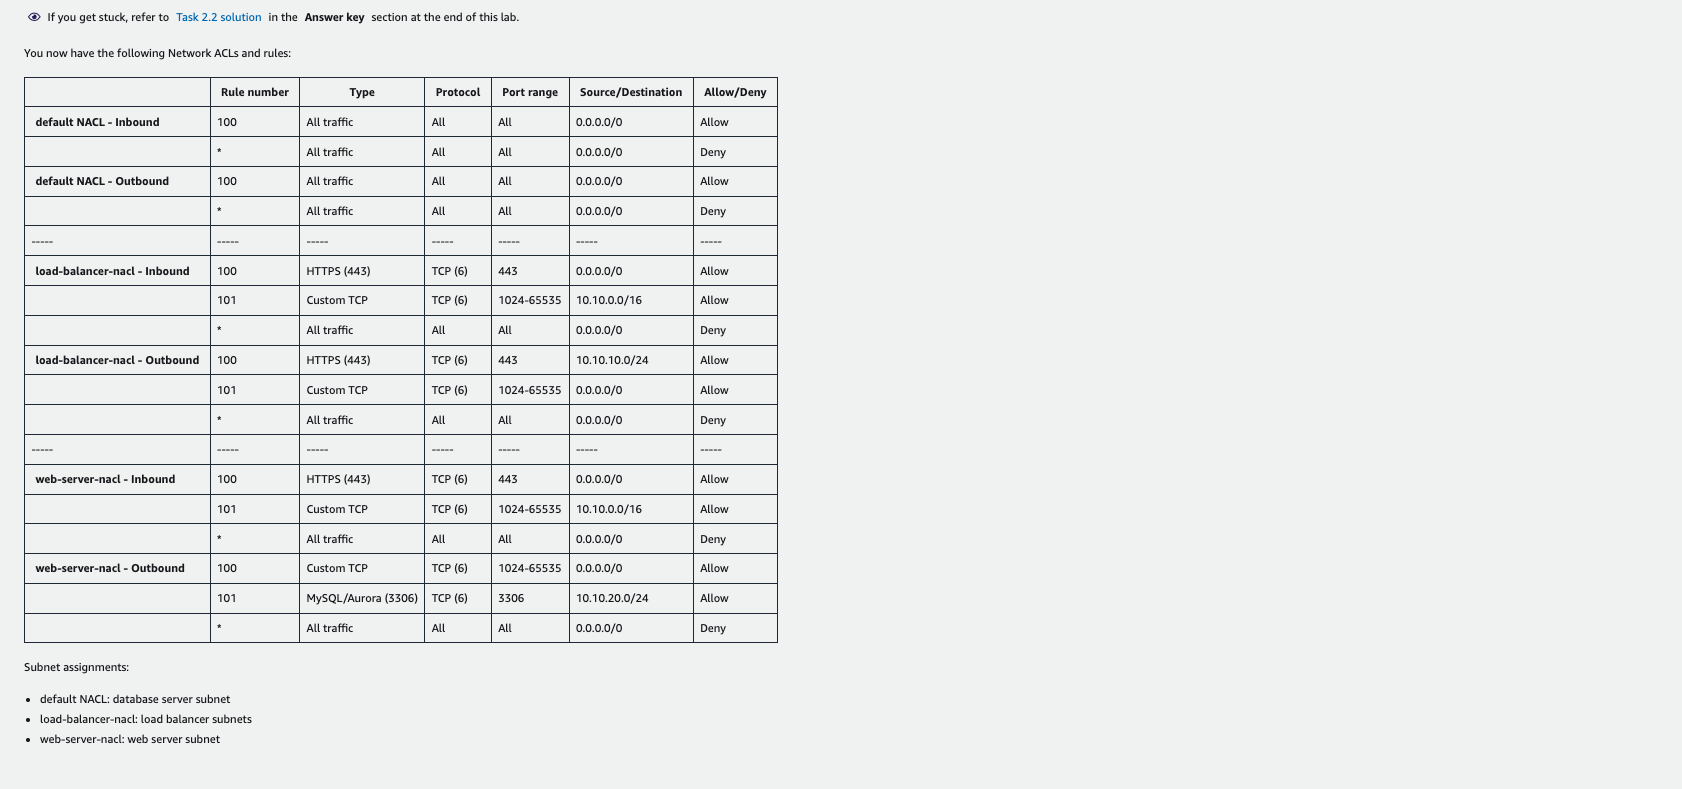 If you get stuck, refer to Task 2.2 solution in the Answer key section at the end of this lab.
You now have the following Network ACLs and rules:
Rule number Type Protocol Port range Source/Destination Allow/Deny
default NACL - Inbound 100 All traffic All All 0.0.0.0/0 Allow
* All traffic All All 0.0.0.0/0 Deny
default NACL - Outbound 100 All traffic All All 0.0.0.0/0 Allow
* All traffic All All 0.0.0.0/0 Deny
----- ----- ----- ----- ----- ----- -----
load-balancer-nacl - Inbound 100 HTTPS (443) TCP (6) 443 0.0.0.0/0 Allow
101 Custom TCP TCP (6) 1024-65535 10.10.0.0/16 Allow
* All traffic All All 0.0.0.0/0 Deny
load-balancer-nacl - Outbound 100 HTTPS (443) TCP (6) 443 10.10.10.0/24 Allow
101 Custom TCP TCP (6) 1024-65535 0.0.0.0/0 Allow
* All traffic All All 0.0.0.0/0 Deny
----- ----- ----- ----- ----- ----- -----
web-server-nacl - Inbound 100 HTTPS (443) TCP (6) 443 0.0.0.0/0 Allow
101 Custom TCP TCP (6) 1024-65535 10.10.0.0/16 Allow
* All traffic All All 0.0.0.0/0 Deny
web-server-nacl - Outbound 100 Custom TCP TCP (6) 1024-65535 0.0.0.0/0 Allow
101 MySQL/Aurora (3306) TCP (6) 3306 10.10.20.0/24 Allow
* All traffic All All 0.0.0.0/0 Deny
Subnet assignments:
• default NACL: database server subnet
• load-balancer-nacl: load balancer subnets
• web-server-nacl: web server subnet